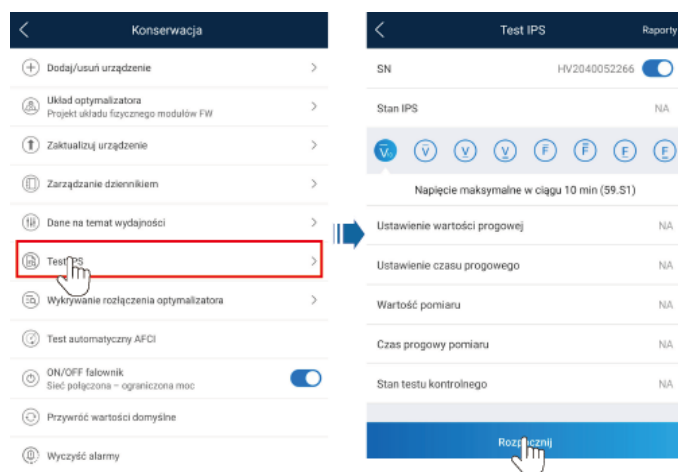 Konserwacja
Dodaj/usuń urządzenie
Układ optymalizatora
Projekt układu fizycznego modułów FW
Zaktualizuj urządzenie
Zarządzanie dziennikiem
Dane na temat wydajności
Test IPS
Wykrywanie rozłączenia optymalizatora
Test automatyczny AFCI
ON/OFF falownik
Sieć połączona – ograniczona moc
Przywróć wartości domyślne
Wyczyść alarmy
Test IPS Raporty
SN HV2040052266
Stan IPS NA
Napięcie maksymalne w ciągu 10 min (59.S1)
Ustawienie wartości progowej NA
Ustawienie czasu progowego NA
Wartość pomiaru NA
Czas progowy pomiaru NA
Stan testu kontrolnego NA
Rozpocznij